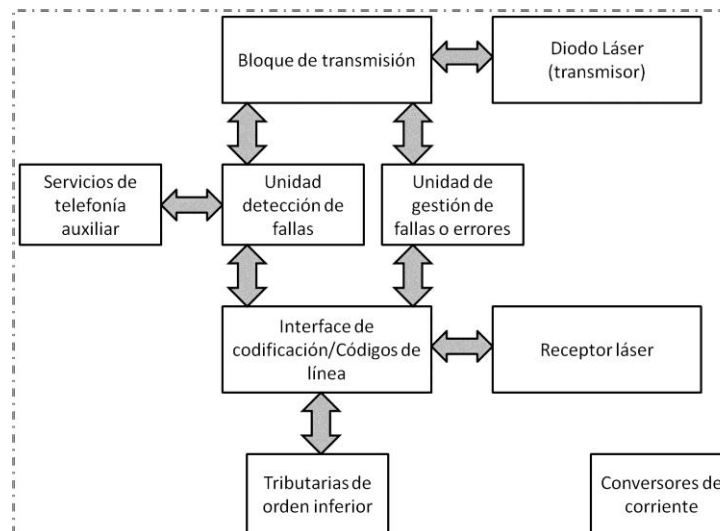 Bloque de transmisión
Diodo Láser
(transmisor)
Servicios de
telefonía
auxiliar
Unidad
detección de
fallas
Unidad de
gestión de
fallas o errores
Interface de
codificación/Códigos de
línea
Receptor láser
Tributarias de
orden inferior
Conversores de
corriente